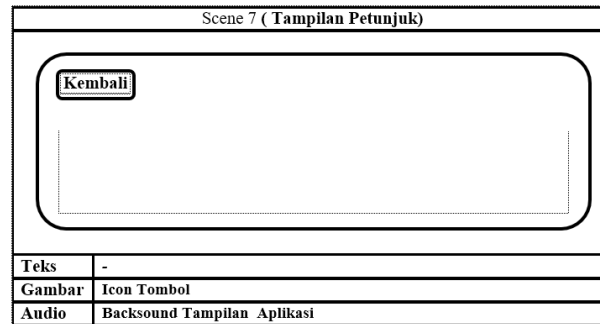 Scene 7 ( Tampilan Petunjuk)
Kembali
Teks -
Gambar Icon Tombol
Audio Backsound Tampilan Aplikasi